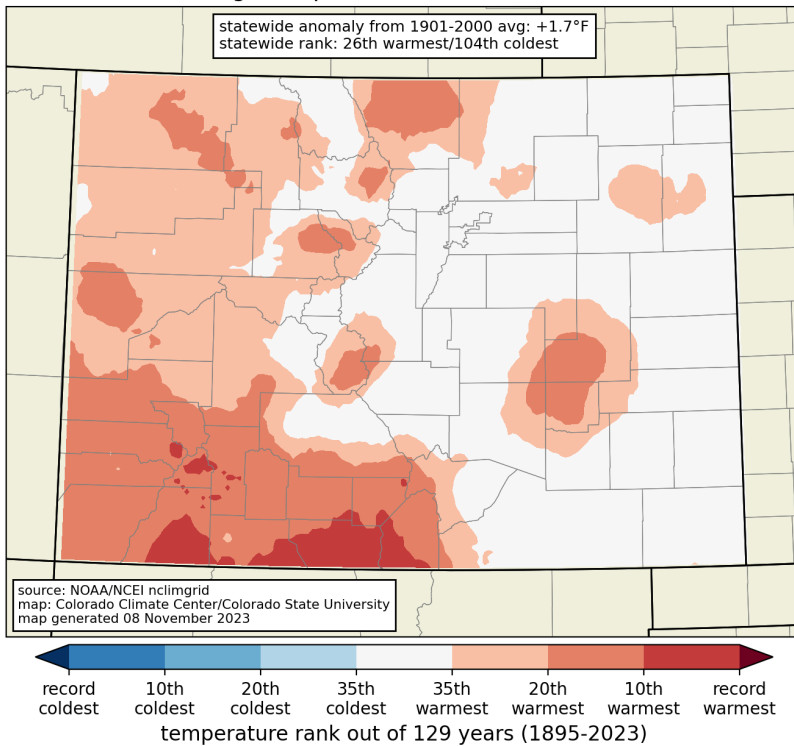 statewide anomaly from 1901-2000 avg: +1.7°F
statewide rank: 26th warmest/104th coldest
source: NOAA/NCEI nclimgrid
map: Colorado Climate Center/Colorado State University
map generated 08 November 2023
record 10th 20th 35th 35th 20th 10th record
coldest coldest coldest coldest warmest warmest warmest warmest
temperature rank out of 129 years (1895-2023)